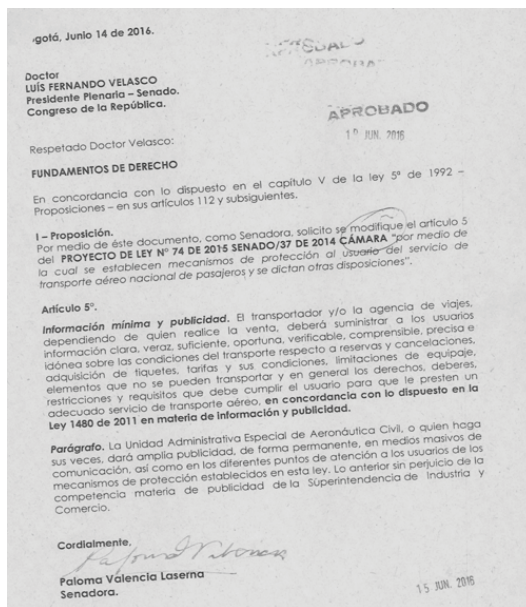 gotá, Junio 14 de 2016.
APROBADO
Doctor
LUÍS FERNANDO VELASCO
Presidente Plenaria – Senado.
Congreso de la República.
APROBADO
JUN. 2016
Respetado Doctor Velasco:
FUNDAMENTOS DE DERECHO
En concordancia con lo dispuesto en el capítulo V de la ley 5ª de 1992 –
Proposiciones – en sus artículos 112 y subsiguientes.
I – Proposición.
Por medio de éste documento, como Senadora, solicito se modifique el artículo 5
del PROYECTO DE LEY Nº 74 DE 2015 SENADO/37 DE 2014 CÁMARA "por medio de
la cual se establecen mecanismos de protección al usuario del servicio de
transporte aéreo nacional de pasajeros y se dictan otras disposiciones".
Artículo 5º.
Información mínima y publicidad. El transportador y/o la agencia de viajes,
dependiendo de quien realice la venta, deberá suministrar a los usuarios
información clara, veraz, suficiente, oportuna, verificable, comprensible, precisa e
idónea sobre las condiciones del transporte respecto a reservas y cancelaciones,
adquisición de tiquetes, tarifas y sus condiciones, limitaciones de equipaje,
elementos que no se pueden transportar y en general los derechos, deberes,
restricciones y requisitos que debe cumplir el usuario para que le presten un
adecuado servicio de transporte aéreo, en concordancia con lo dispuesto en la
Ley 1480 de 2011 en materia de información y publicidad.
Parágrafo. La Unidad Administrativa Especial de Aeronáutica Civil, o quien haga
sus veces, dará amplia publicidad, de forma permanente, en medios masivos de
comunicación, así como en los diferentes puntos de atención a los usuarios de los
mecanismos de protección establecidos en esta ley. Lo anterior sin perjuicio de la
competencia materia de publicidad de la Superintendencia de Industria y
Comercio.
Cordialmente.
Paloma Valencia
Paloma Valencia Laserna
Senadora.
15 JUN. 2016